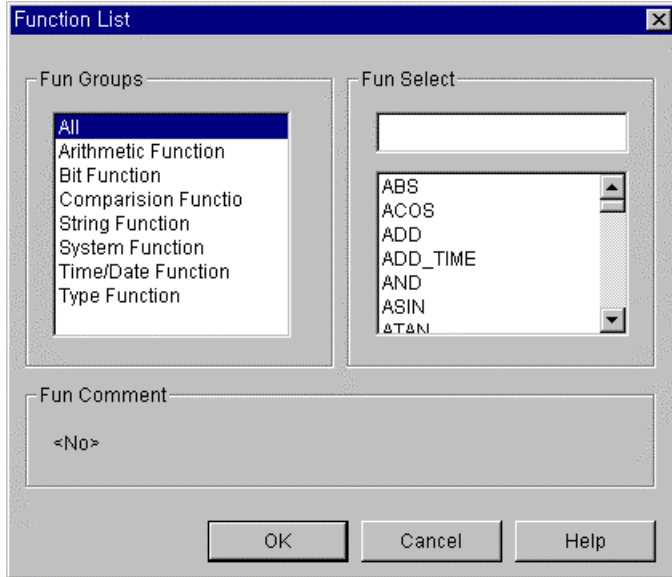 Function List
Fun Groups
All
Arithmetic Function
Bit Function
Comparision Functio
String Function
System Function
Time/Date Function
Type Function
Fun Select
ABS
ACOS
ADD
ADD_TIME
AND
ASIN
ATAN
Fun Comment
<No>
OK
Cancel
Help